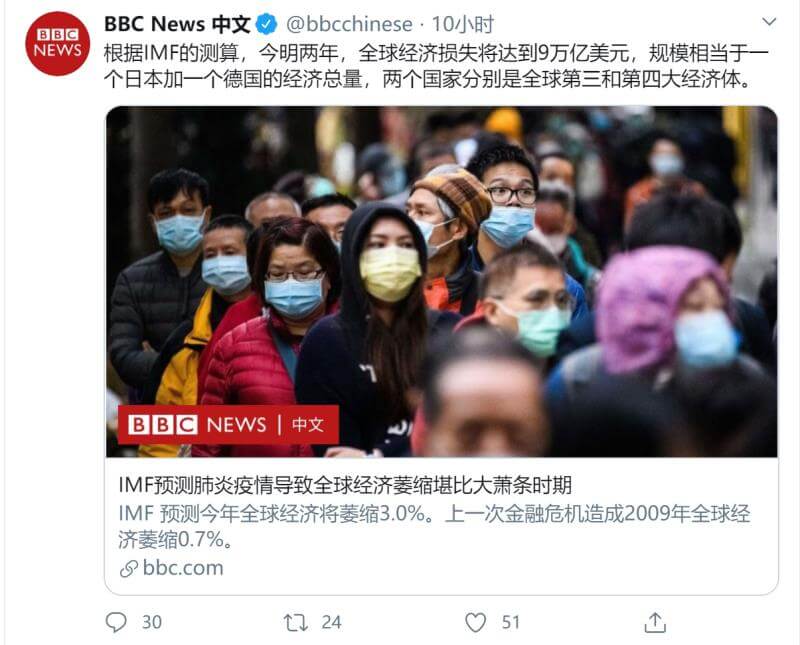 BBC NEWS
BBC News 中文 @bbcchinese · 10小时
根据IMF的测算，今明两年，全球经济损失将达到9万亿美元，规模相当于一
个日本加一个德国的经济总量，两个国家分别是全球第三和第四大经济体。
BBC NEWS | 中文
IMF预测肺炎疫情导致全球经济萎缩堪比大萧条时期
IMF 预测今年全球经济将萎缩3.0%。上一次金融危机造成2009年全球经
济萎缩0.7%。
bbc.com
30 24 51